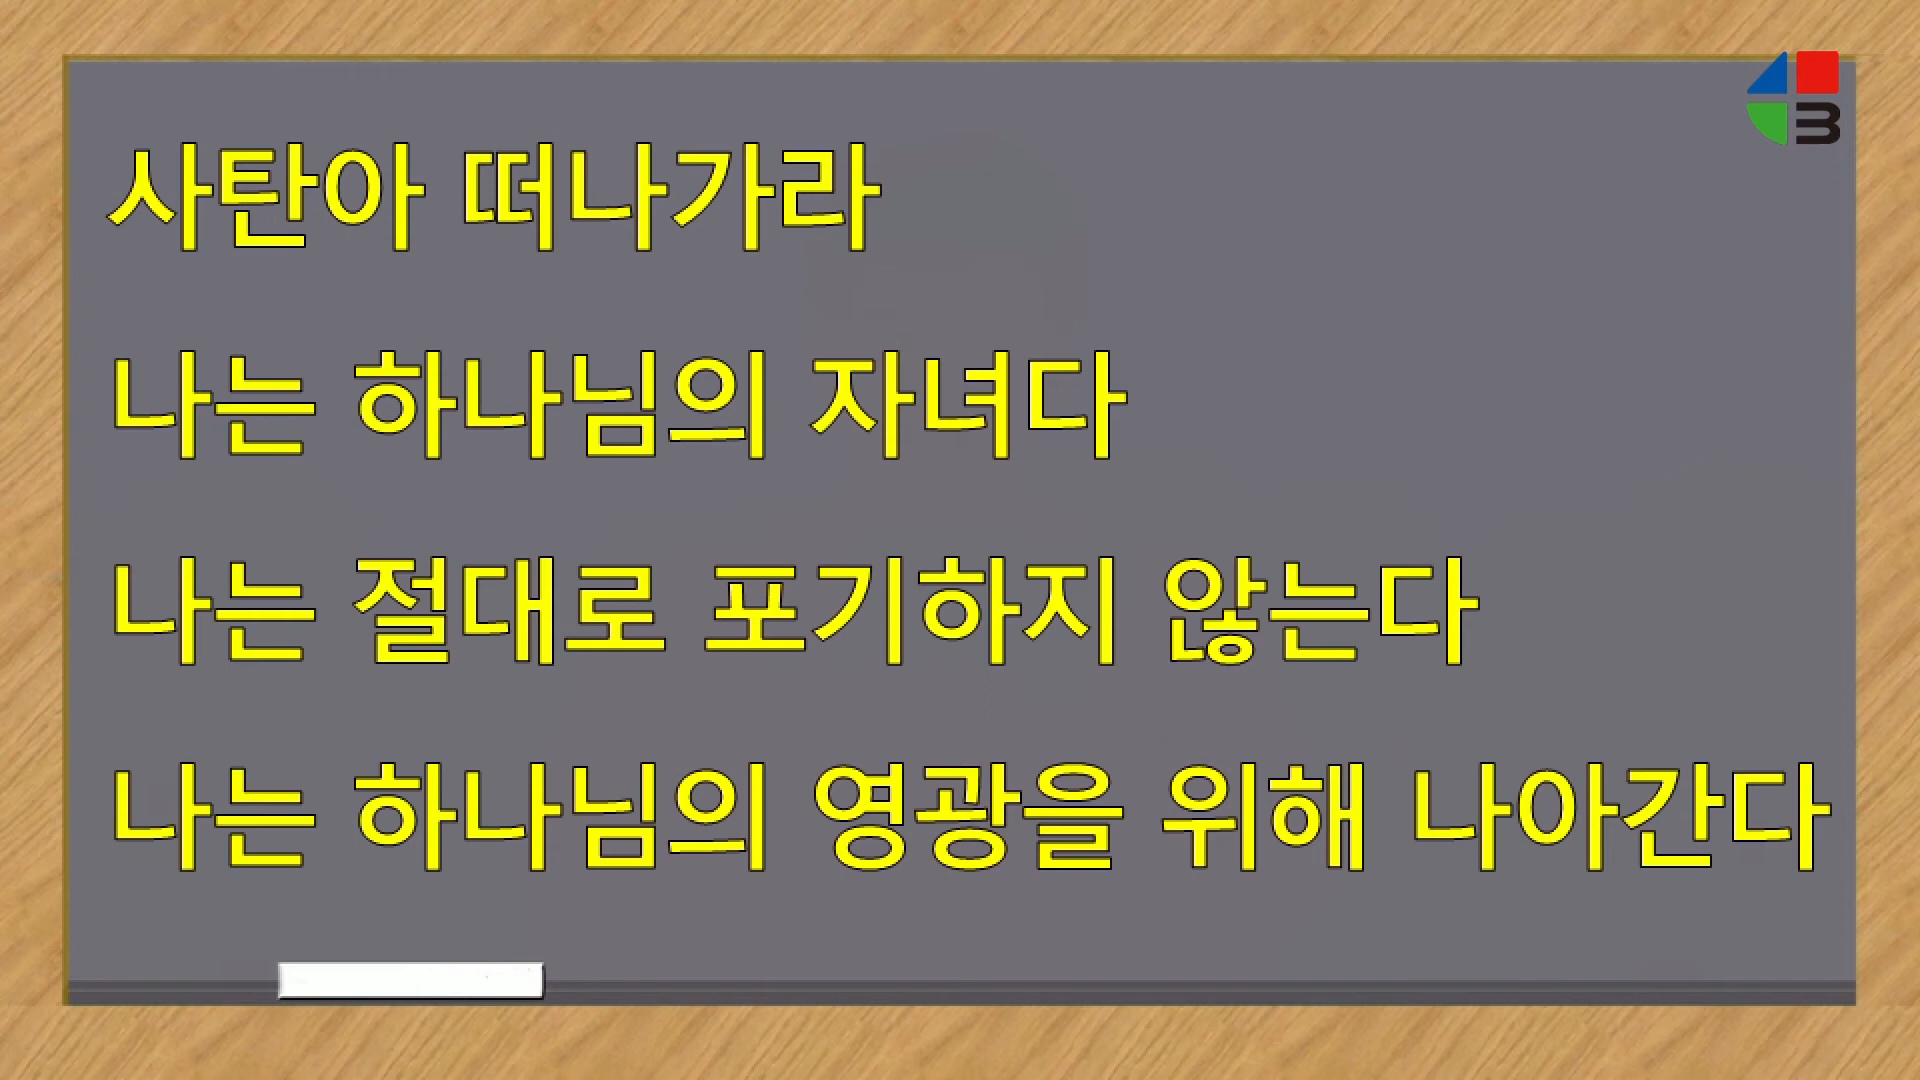 사탄아 떠나가라
나는 하나님의 자녀다
나는 절대로 포기하지 않는다
나는 하나님의 영광을 위해 나아간다